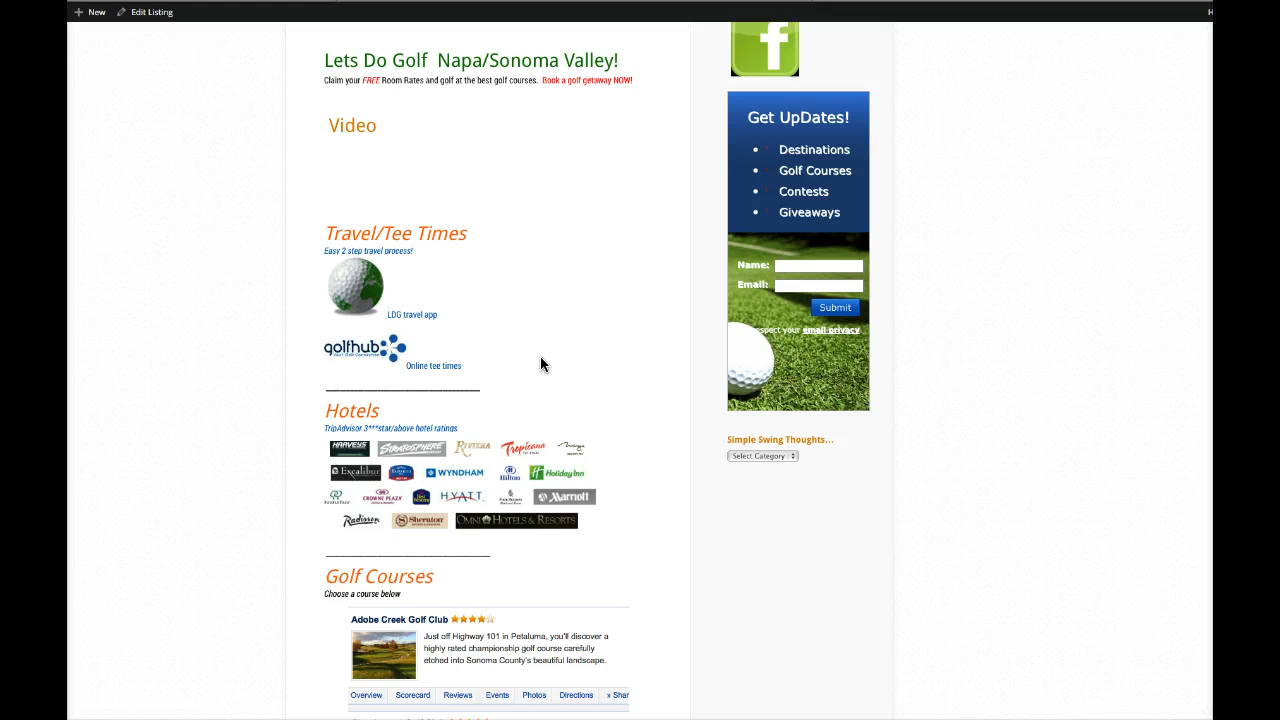 New Edit Listing H
Lets Do Golf Napa/Sonoma Valley!
Claim your FREE Room Rates and golf at the best golf courses. Book a golf getaway NOW!
Video
Travel/Tee Times
Easy 2 step travel process!
LDG travel app
golfhub
Online tee times
Hotels
TripAdvisor 3***star/above hotel ratings
HARVEYS STRATOSPHERE RIVIERA Tropicana Mirage
Excalibur WYNDHAM Hilton Holiday Inn
CROWNE PLAZA Best Western HYATT Marriott
Radisson Sheraton OMNI HOTELS & RESORTS
Golf Courses
Choose a course below
Adobe Creek Golf Club
Just off Highway 101 in Petaluma, you'll discover a
highly rated championship golf course carefully
etched into Sonoma County's beautiful landscape.
Overview Scorecard Reviews Events Photos Directions » Shar
f
Get UpDates!
Destinations
Golf Courses
Contests
Giveaways
Name:
Email:
Submit
espect your email privacy
Simple Swing Thoughts...
Select Category